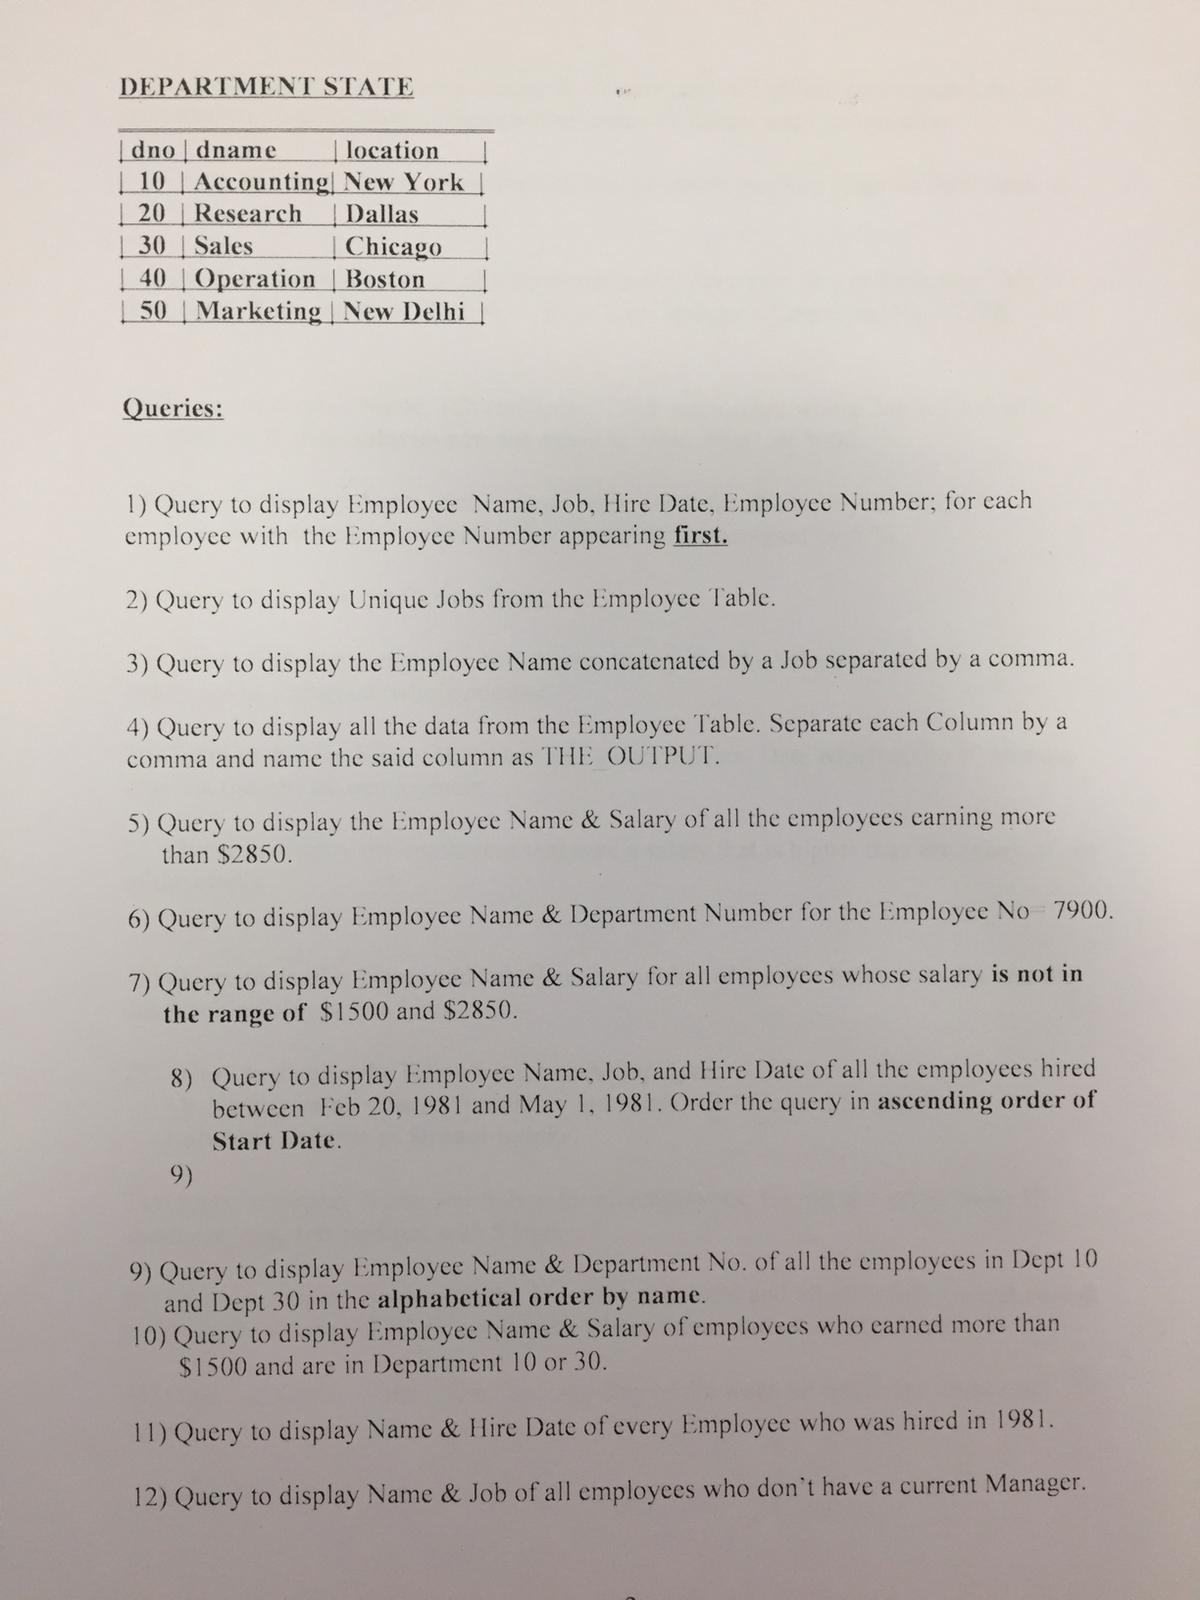 DEPARTMENT STATE
| dno | dname | location |
| 10 | Accounting| New York |
| 20 | Research | Dallas |
| 30 | Sales | Chicago |
| 40 | Operation | Boston |
| 50 | Marketing | New Delhi |
Queries:
1) Query to display Employee Name, Job, Hire Date, Employee Number; for each
employee with the Employee Number appearing first.
2) Query to display Unique Jobs from the Employee Table.
3) Query to display the Employee Name concatenated by a Job separated by a comma.
4) Query to display all the data from the Employee Table. Separate each Column by a
comma and name the said column as THE_OUTPUT.
5) Query to display the Employee Name & Salary of all the employees earning more
than $2850.
6) Query to display Employee Name & Department Number for the Employee No= 7900.
7) Query to display Employee Name & Salary for all employees whose salary is not in
the range of $1500 and $2850.
8) Query to display Employee Name, Job, and Hire Date of all the employees hired
between Feb 20, 1981 and May 1, 1981. Order the query in ascending order of
Start Date.
9)
9) Query to display Employee Name & Department No. of all the employees in Dept 10
and Dept 30 in the alphabetical order by name.
10) Query to display Employee Name & Salary of employees who earned more than
$1500 and are in Department 10 or 30.
11) Query to display Name & Hire Date of every Employee who was hired in 1981.
12) Query to display Name & Job of all employees who don't have a current Manager.